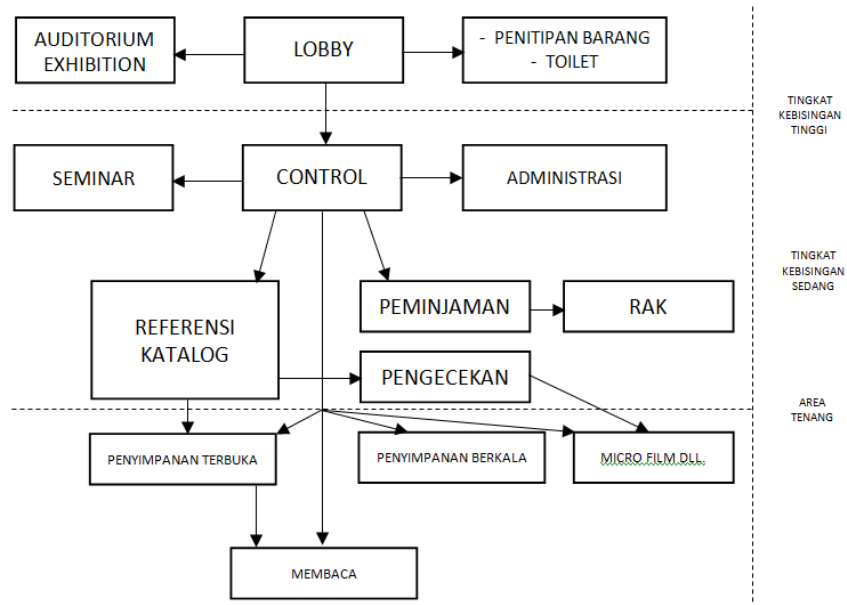 AUDITORIUM
EXHIBITION
LOBBY
- PENITIPAN BARANG
- TOILET
TINGKAT
KEBISINGAN
TINGGI
SEMINAR
CONTROL
ADMINISTRASI
TINGKAT
KEBISINGAN
SEDANG
REFERENSI
KATALOG
PEMINJAMAN
RAK
PENGECEKAN
AREA
TENANG
PENYIMPANAN TERBUKA
PENYIMPANAN BERKALA
MICRO FILM DLL.
MEMBACA